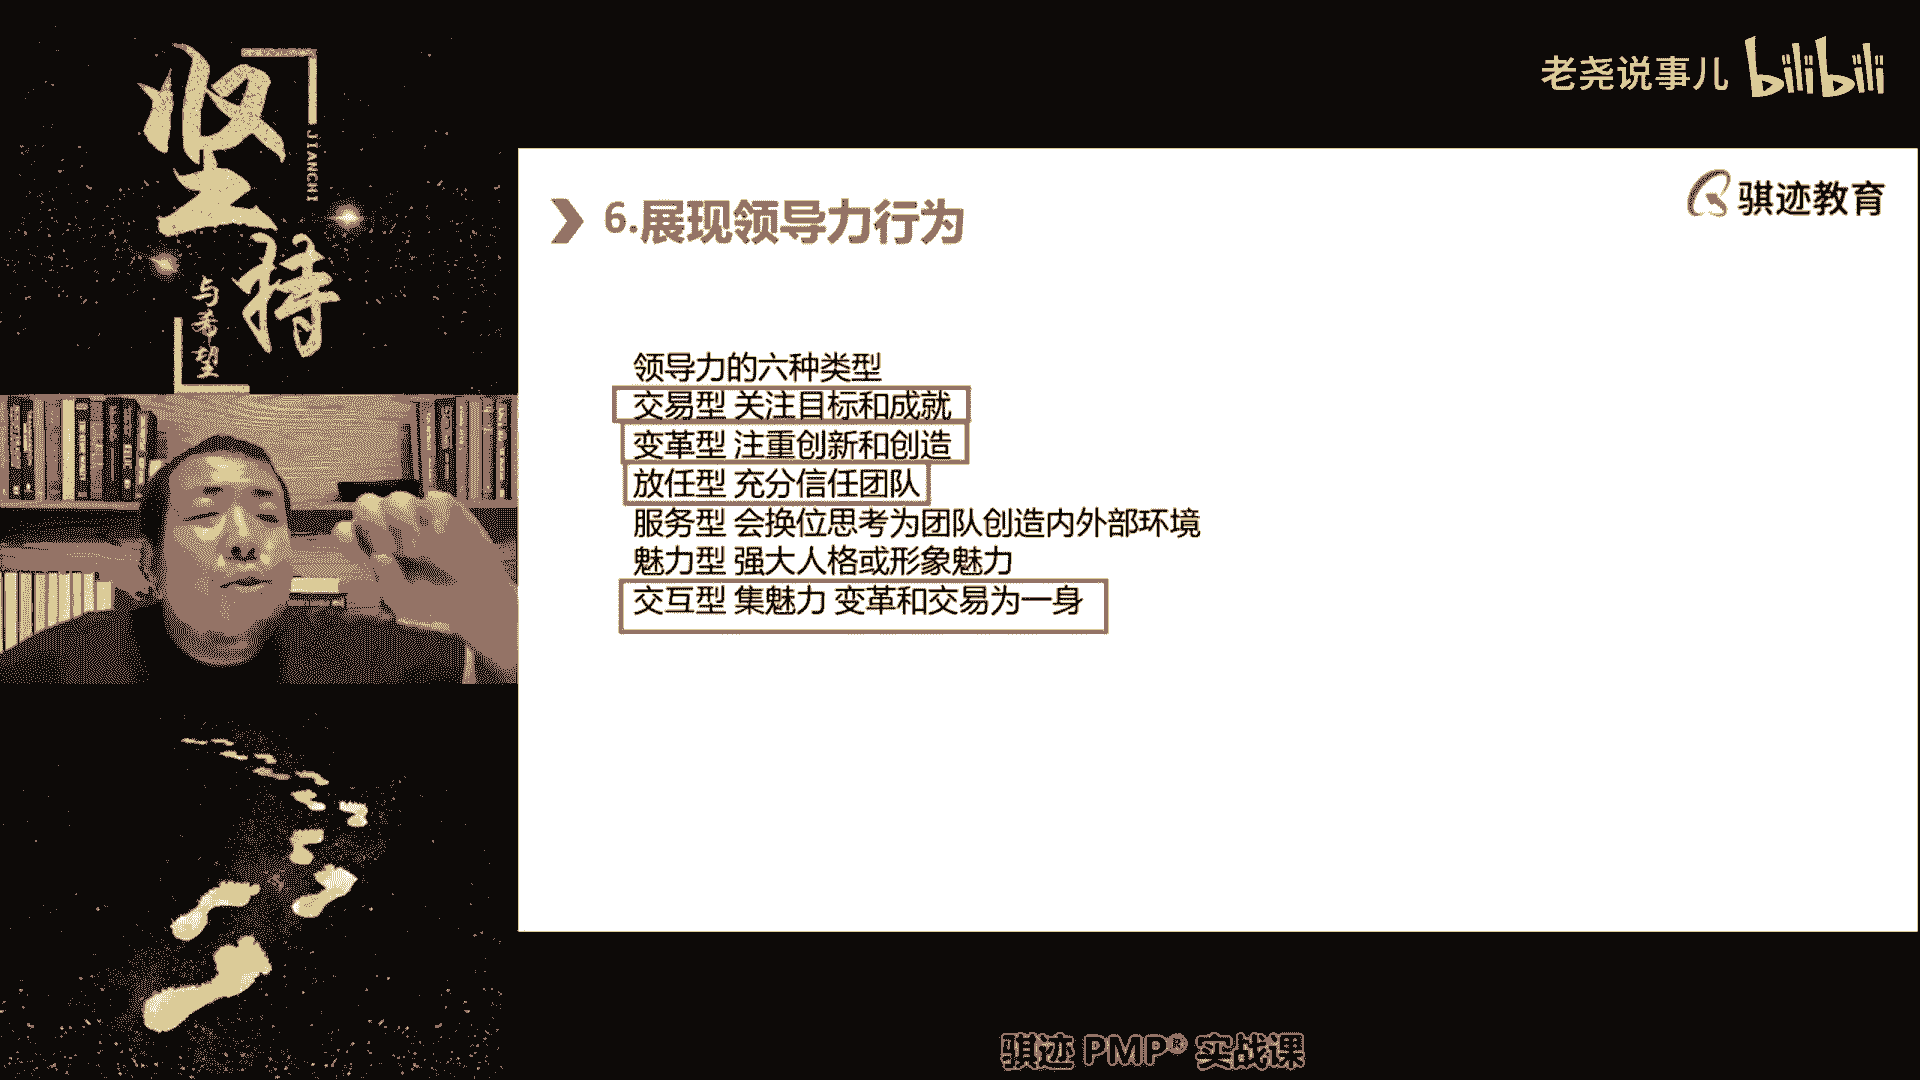 坚持
JIANCHI
与希望
老尧说事儿 bilibili
骐迹教育
6.展现领导力行为
领导力的六种类型
交易型 关注目标和成就
变革型 注重创新和创造
放任型 充分信任团队
服务型 会换位思考为团队创造内外部环境
魅力型 强大人格或形象魅力
交互型 集魅力 变革和交易为一身
骐迹 PMP® 实战课